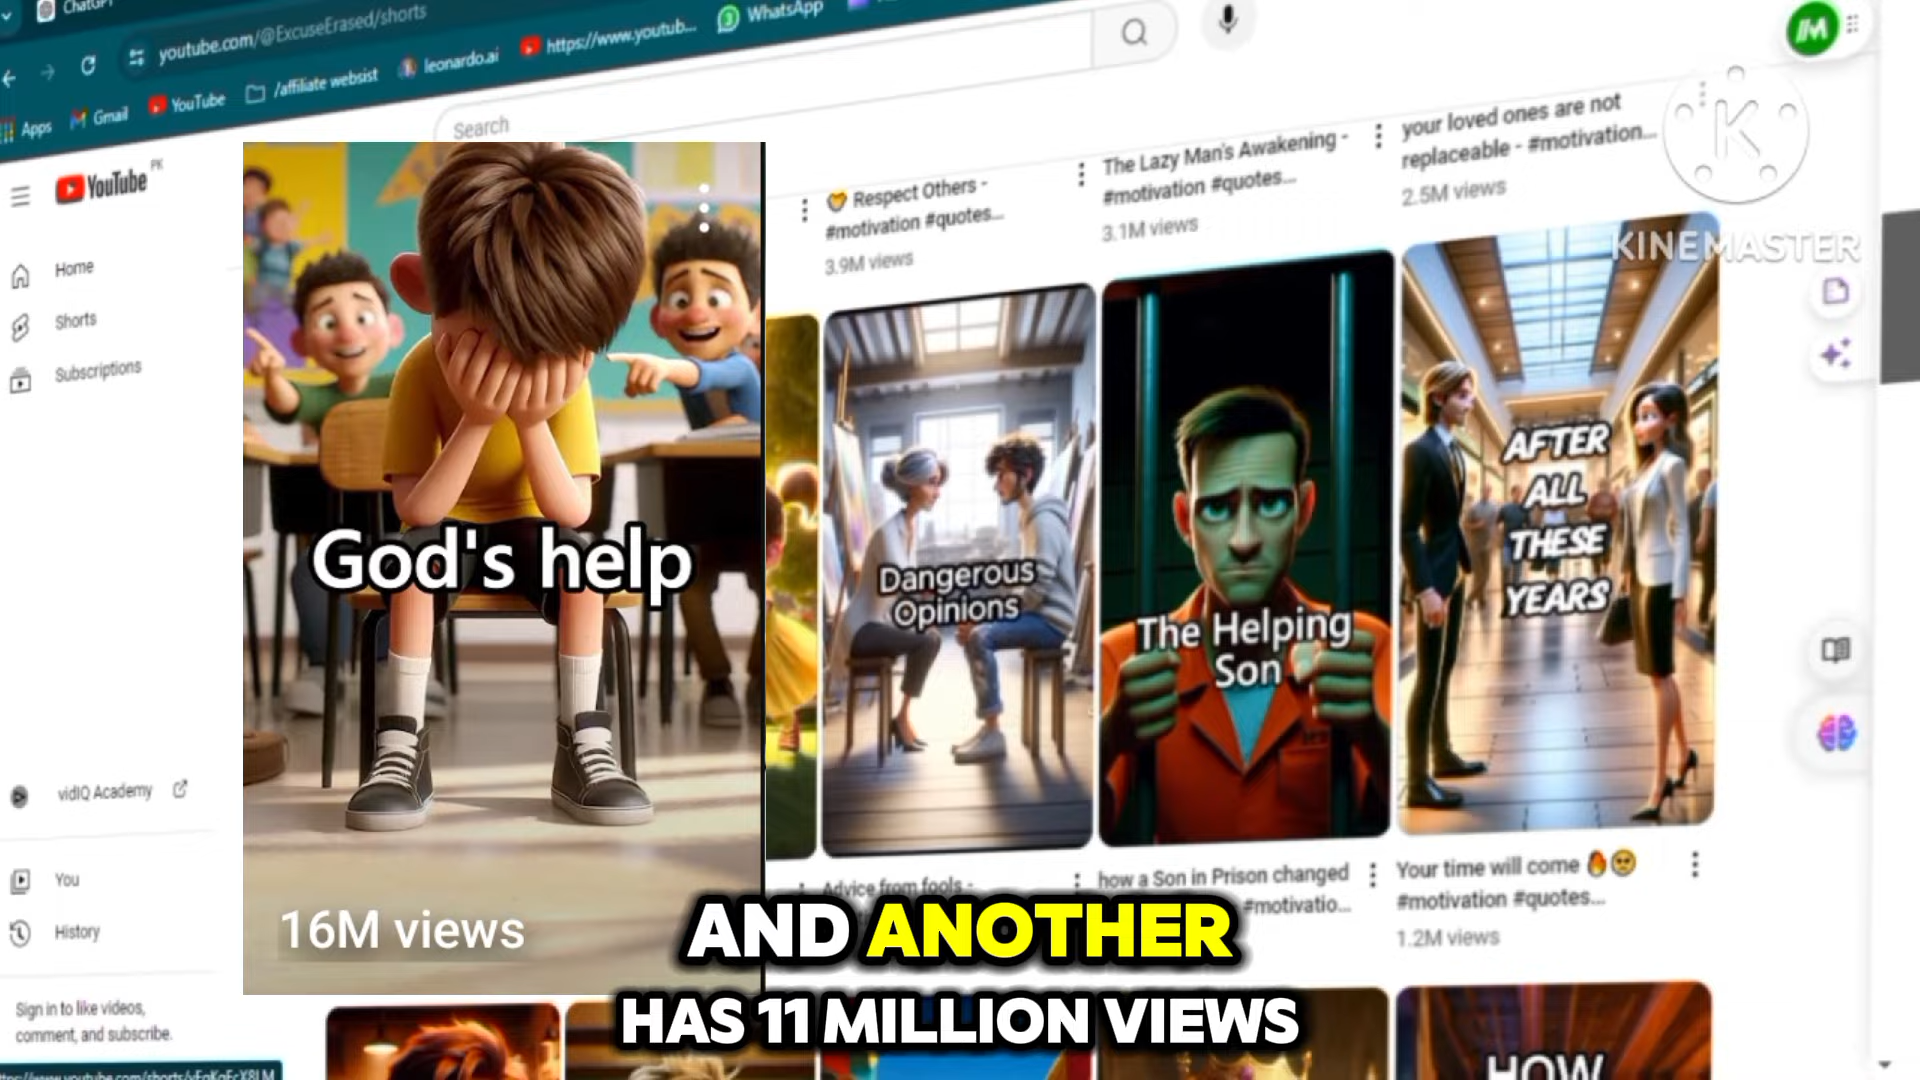 ChatGPT
youtube.com/@ExcuseErased/shorts
WhatsApp
Apps
Gmail
YouTube
/affiliate websist
leonardo.ai
https://www.youtub...
Search
YouTube PK
Home
Shorts
Subscriptions
vidIQ Academy
You
History
Sign in to like videos,
comment, and subscribe.
God's help
16M views
Respect Others -
#motivation #quotes...
3.9M views
The Lazy Man's Awakening -
#motivation #quotes...
3.1M views
your loved ones are not
replaceable - #motivation...
2.5M views
KINEMASTER
Dangerous
Opinions
The Helping
Son
AFTER
ALL
THESE
YEARS
Advice from fools -
how a Son in Prison changed
#motivatio...
Your time will come
#motivation #quotes...
1.2M views
AND ANOTHER
HAS 11 MILLION VIEWS
HOW